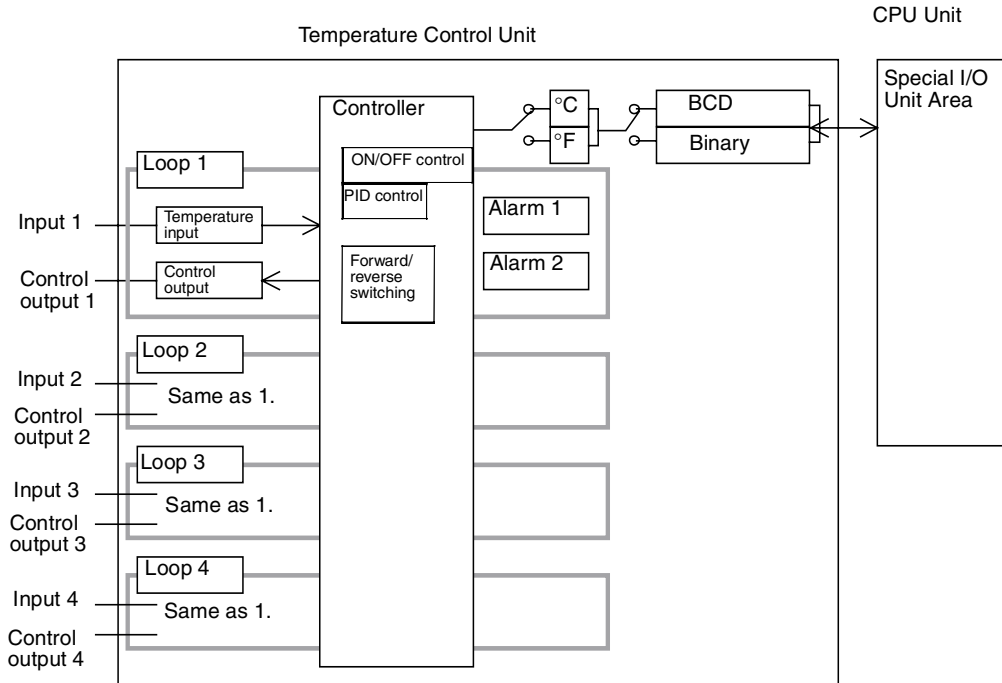 CPU Unit
Temperature Control Unit
Special I/O
Unit Area
Controller
°C
°F
BCD
Binary
ON/OFF control
PID control
Forward/
reverse
switching
Loop 1
Input 1
Temperature
input
Control
output 1
Control
output
Alarm 1
Alarm 2
Loop 2
Input 2
Same as 1.
Control
output 2
Loop 3
Input 3
Same as 1.
Control
output 3
Loop 4
Input 4
Same as 1.
Control
output 4